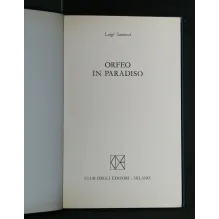 Luigi Santucci
ORFEO
IN PARADISO
CLUB DEGLI EDITORI - MILANO